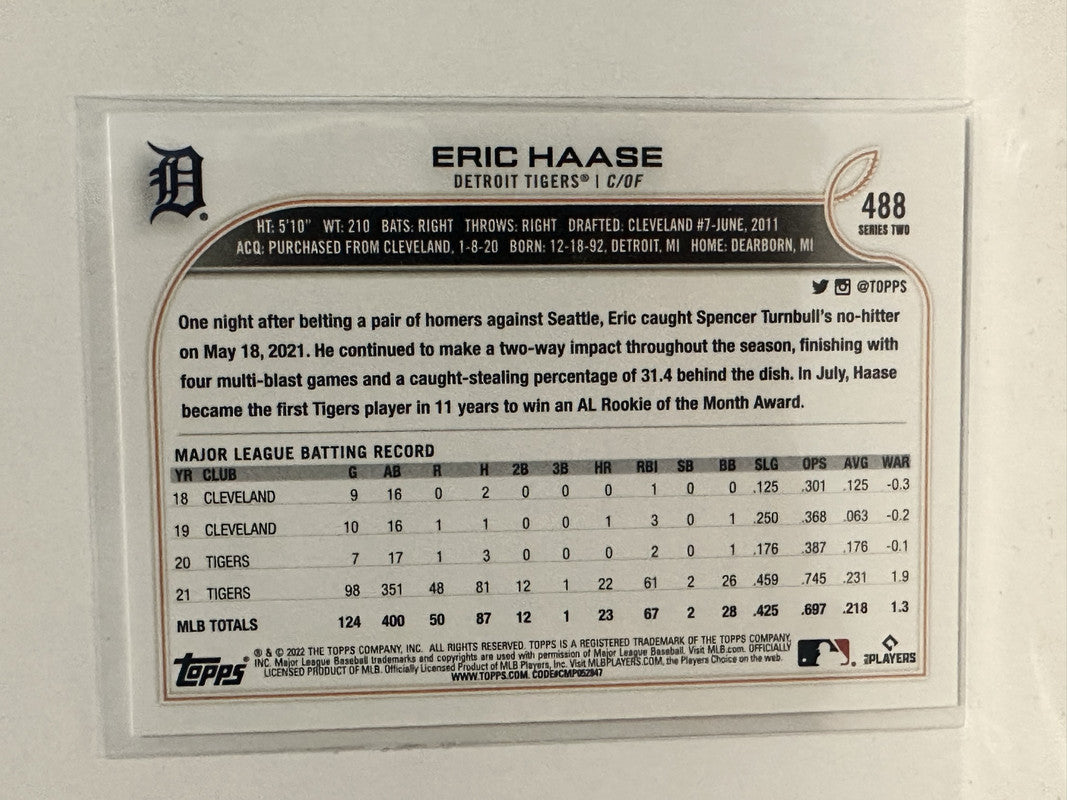 ERIC HAASE
DETROIT TIGERS® | C/OF
488
SERIES TWO
HT: 5'10" WT: 210 BATS: RIGHT THROWS: RIGHT DRAFTED: CLEVELAND #7-JUNE, 2011
ACQ: PURCHASED FROM CLEVELAND, 1-8-20 BORN: 12-18-92, DETROIT, MI HOME: DEARBORN, MI
@TOPPS
One night after belting a pair of homers against Seattle, Eric caught Spencer Turnbull's no-hitter
on May 18, 2021. He continued to make a two-way impact throughout the season, finishing with
four multi-blast games and a caught-stealing percentage of 31.4 behind the dish. In July, Haase
became the first Tigers player in 11 years to win an AL Rookie of the Month Award.
MAJOR LEAGUE BATTING RECORD
YR CLUB G AB R H 2B 3B HR RBI SB BB SLG OPS AVG WAR
18 CLEVELAND 9 16 0 2 0 0 0 1 0 0 .125 .301 .125 -0.3
19 CLEVELAND 10 16 1 1 0 0 1 3 0 1 .250 .368 .063 -0.2
20 TIGERS 7 17 1 3 0 0 0 2 0 1 .176 .387 .176 -0.1
21 TIGERS 98 351 48 81 12 1 22 61 2 26 .459 .745 .231 1.9
MLB TOTALS 124 400 50 87 12 1 23 67 2 28 .425 .697 .218 1.3
Topps®
® & © 2022 THE TOPPS COMPANY, INC. ALL RIGHTS RESERVED. TOPPS IS A REGISTERED TRADEMARK OF THE TOPPS COMPANY,
INC. Major League Baseball trademarks and copyrights are used with permission of Major League Baseball. Visit MLB.com. OFFICIALLY
LICENSED PRODUCT OF MLB. Officially Licensed Product of MLB Players, Inc. Visit MLBPLAYERS.COM, the Players Choice on the web.
WWW.TOPPS.COM. CODE#CMP052847
PLAYERS